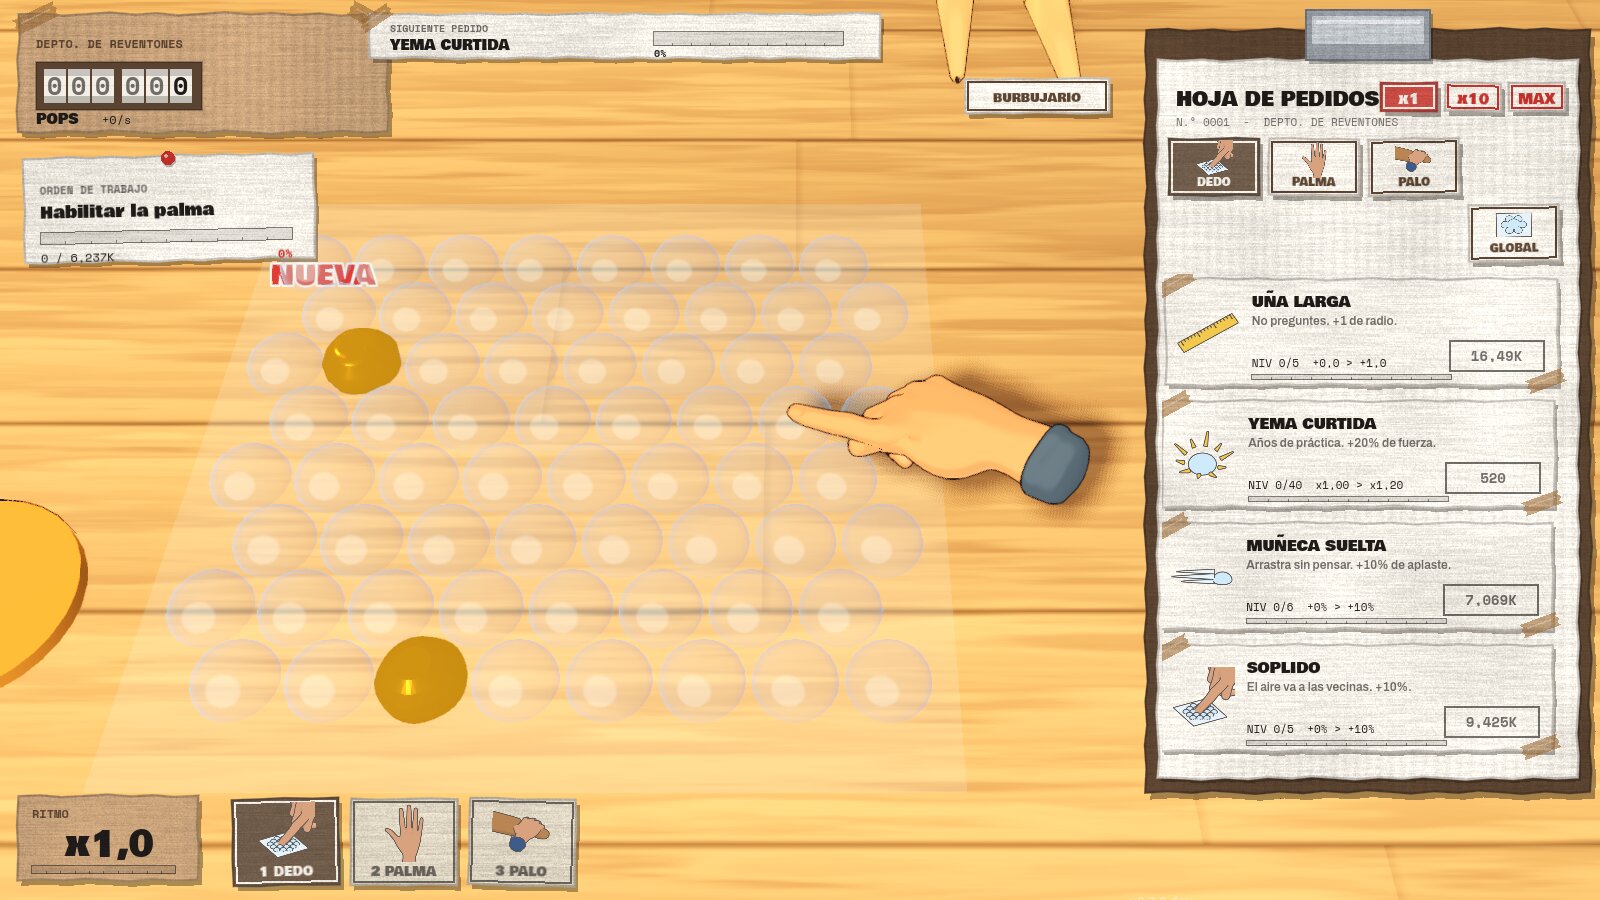 DEPTO. DE REVENTONES
000 000
POPS +0/s
SIGUIENTE PEDIDO
YEMA CURTIDA
0%
BURBUJARIO
ORDEN DE TRABAJO
Habilitar la palma
0%
0 / 6,237K
NUEVA
HOJA DE PEDIDOS x1 x10 MAX
N.° 0001 - DEPTO. DE REVENTONES
DEDO PALMA PALO
GLOBAL
UÑA LARGA
No preguntes. +1 de radio.
NIV 0/5 +0,0 > +1,0
16,49K
YEMA CURTIDA
Años de práctica. +20% de fuerza.
NIV 0/40 x1,00 > x1,20
520
MUÑECA SUELTA
Arrastra sin pensar. +10% de aplaste.
NIV 0/6 +0% > +10%
7,069K
SOPLIDO
El aire va a las vecinas. +10%.
NIV 0/5 +0% > +10%
9,425K
RITMO
x1,0
1 DEDO 2 PALMA 3 PALO